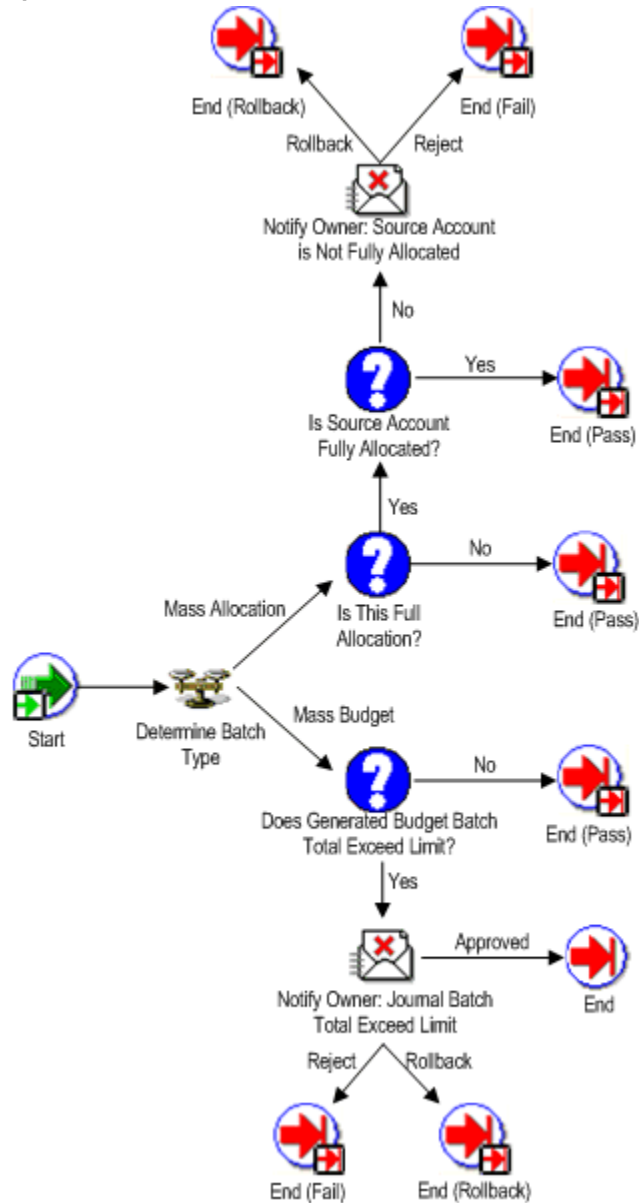 End (Rollback)
End (Fail)
Rollback
Reject
Notify Owner: Source Account
is Not Fully Allocated
No
Yes
Is Source Account
Fully Allocated?
End (Pass)
Yes
No
Mass Allocation
Is This Full
Allocation?
End (Pass)
Start
Determine Batch
Type
Mass Budget
No
Does Generated Budget Batch
Total Exceed Limit?
End (Pass)
Yes
Approved
Notify Owner: Journal Batch
Total Exceed Limit
End
Reject
Rollback
End (Fail)
End (Rollback)